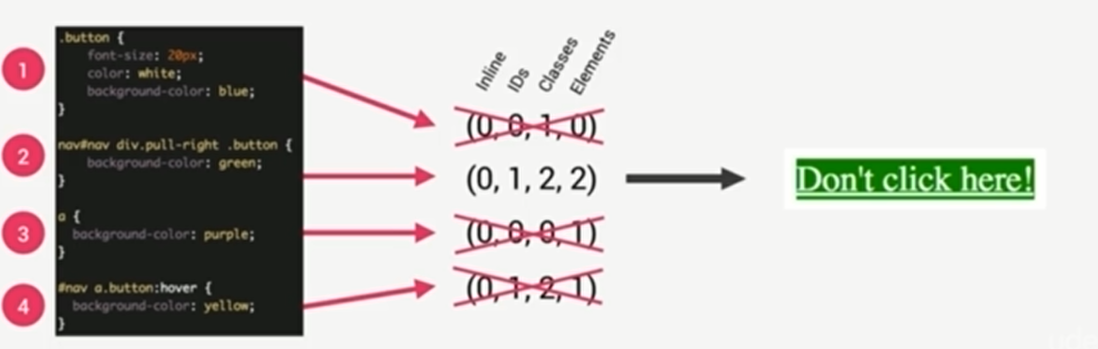 1
.button {
font-size: 20px;
color: white;
background-color: blue;
}
2
nav#nav div.pull-right .button {
background-color: green;
}
3
a {
background-color: purple;
}
4
#nav a.button:hover {
background-color: yellow;
}
Inline
IDs
Classes
Elements
(0, 0, 1, 0)
(0, 1, 2, 2)
(0, 0, 0, 1)
(0, 1, 2, 1)
Don't click here!